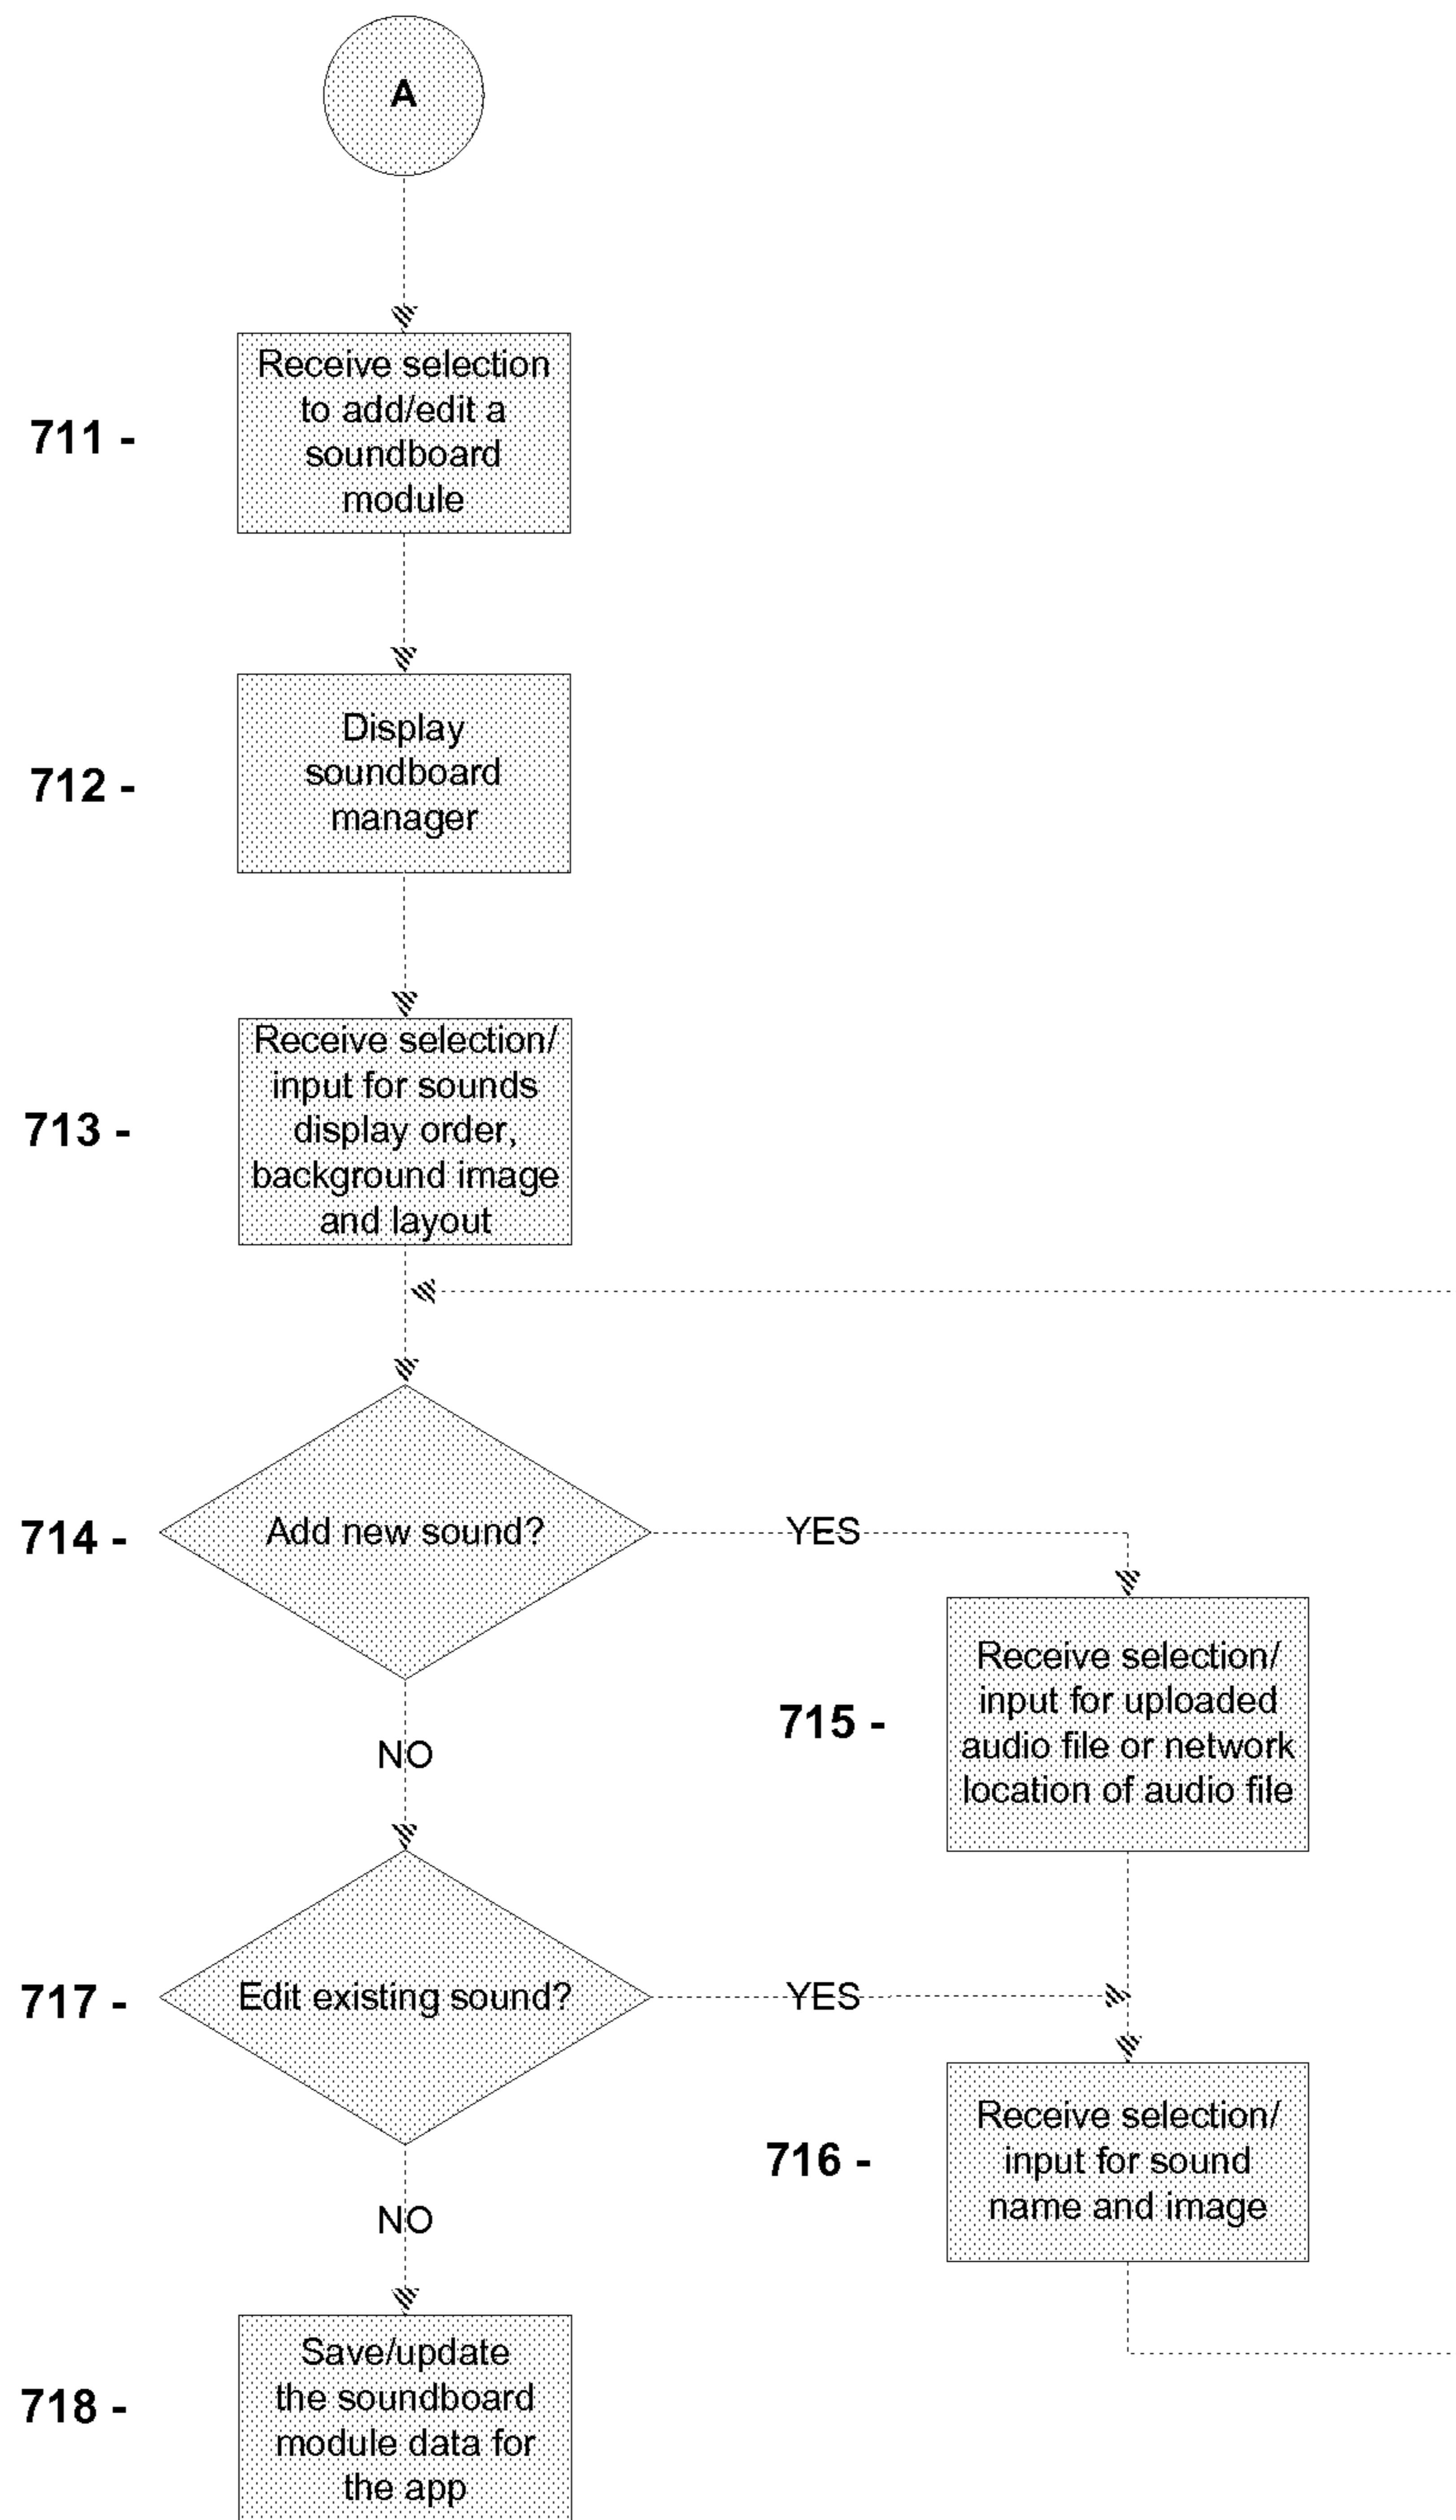 A
711 -
Receive selection
to add/edit a
soundboard
module
712 -
Display
soundboard
manager
713 -
Receive selection/
input for sounds
display order,
background image
and layout
714 -
Add new sound?
YES
NO
715 -
Receive selection/
input for uploaded
audio file or network
location of audio file
717 -
Edit existing sound?
YES
NO
716 -
Receive selection/
input for sound
name and image
718 -
Save/update
the soundboard
module data for
the app